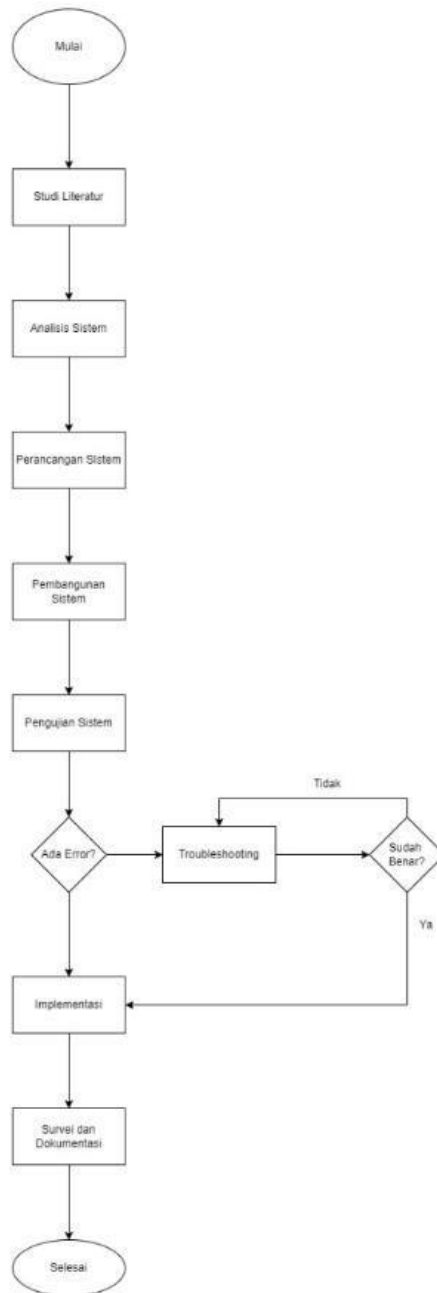 Mulai
Studi Literatur
Analisis Sistem
Perancangan Sistem
Pembangunan
Sistem
Pengujian Sistem
Tidak
Ada Error?
Troubleshooting
Sudah
Benar?
Ya
Implementasi
Survei dan
Dokumentasi
Selesai